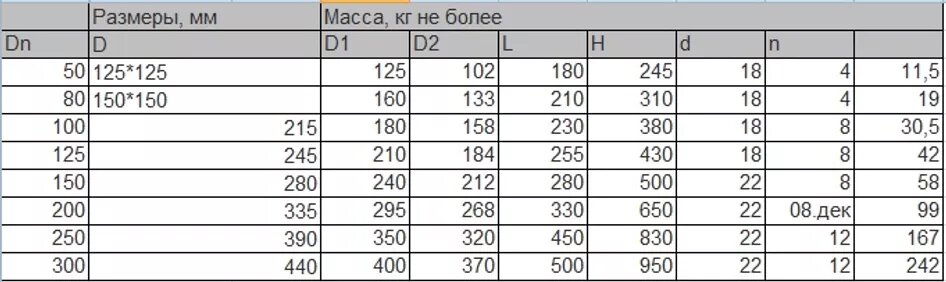 Размеры, мм Масса, кг не более
Dn D D1 D2 L H d n
50 125*125 125 102 180 245 18 4 11,5
80 150*150 160 133 210 310 18 4 19
100 215 180 158 230 380 18 8 30,5
125 245 210 184 255 430 18 8 42
150 280 240 212 280 500 22 8 58
200 335 295 268 330 650 22 08.дек 99
250 390 350 320 450 830 22 12 167
300 440 400 370 500 950 22 12 242